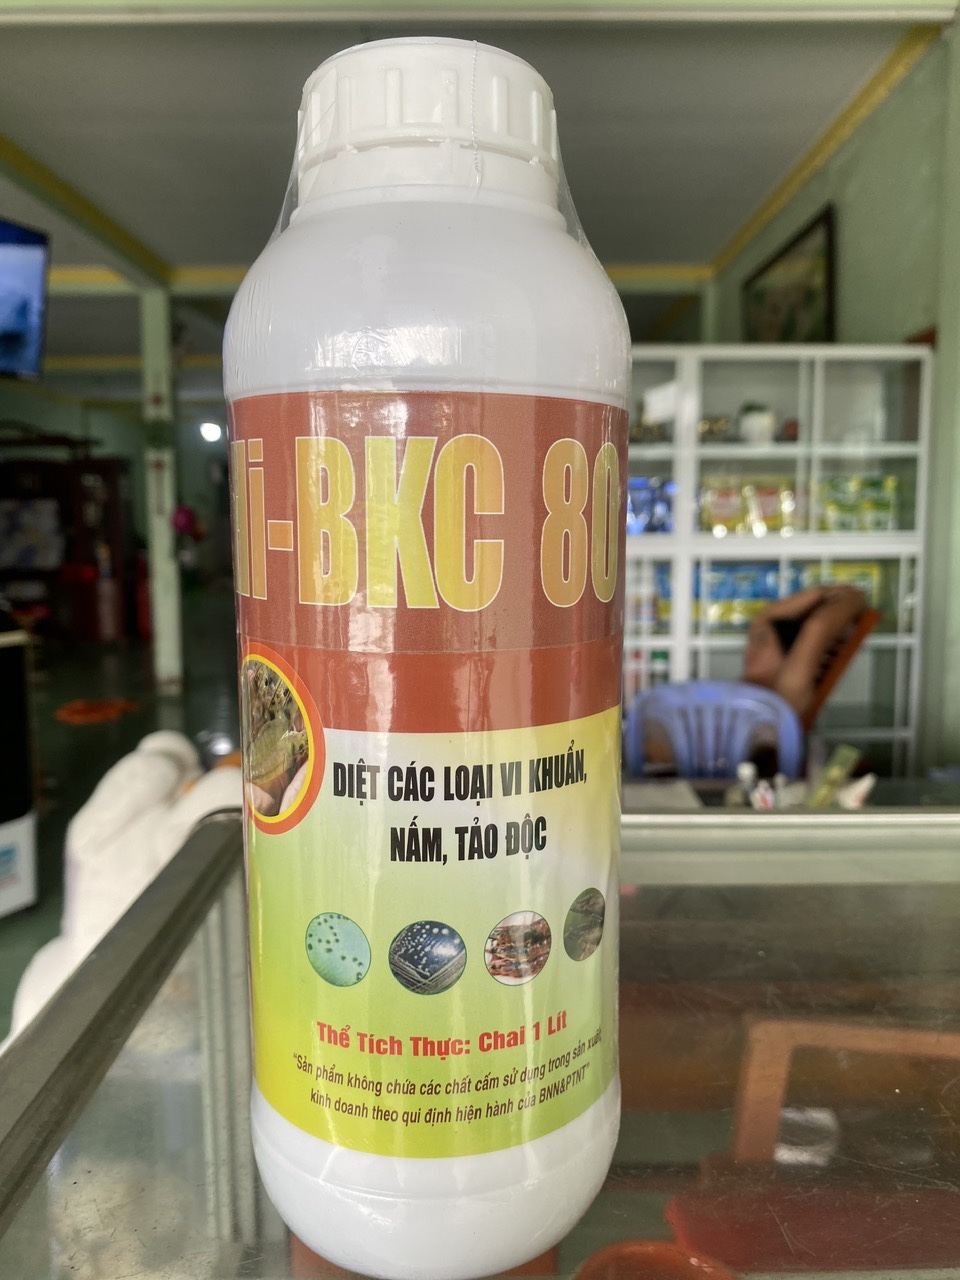 Hi-BKC 80
DIỆT CÁC LOẠI VI KHUẨN,
NẤM, TẢO ĐỘC
Thể Tích Thực: Chai 1 Lít
"Sản phẩm không chứa các chất cấm sử dụng trong sản xuất,
kinh doanh theo qui định hiện hành của BNN&PTNT"